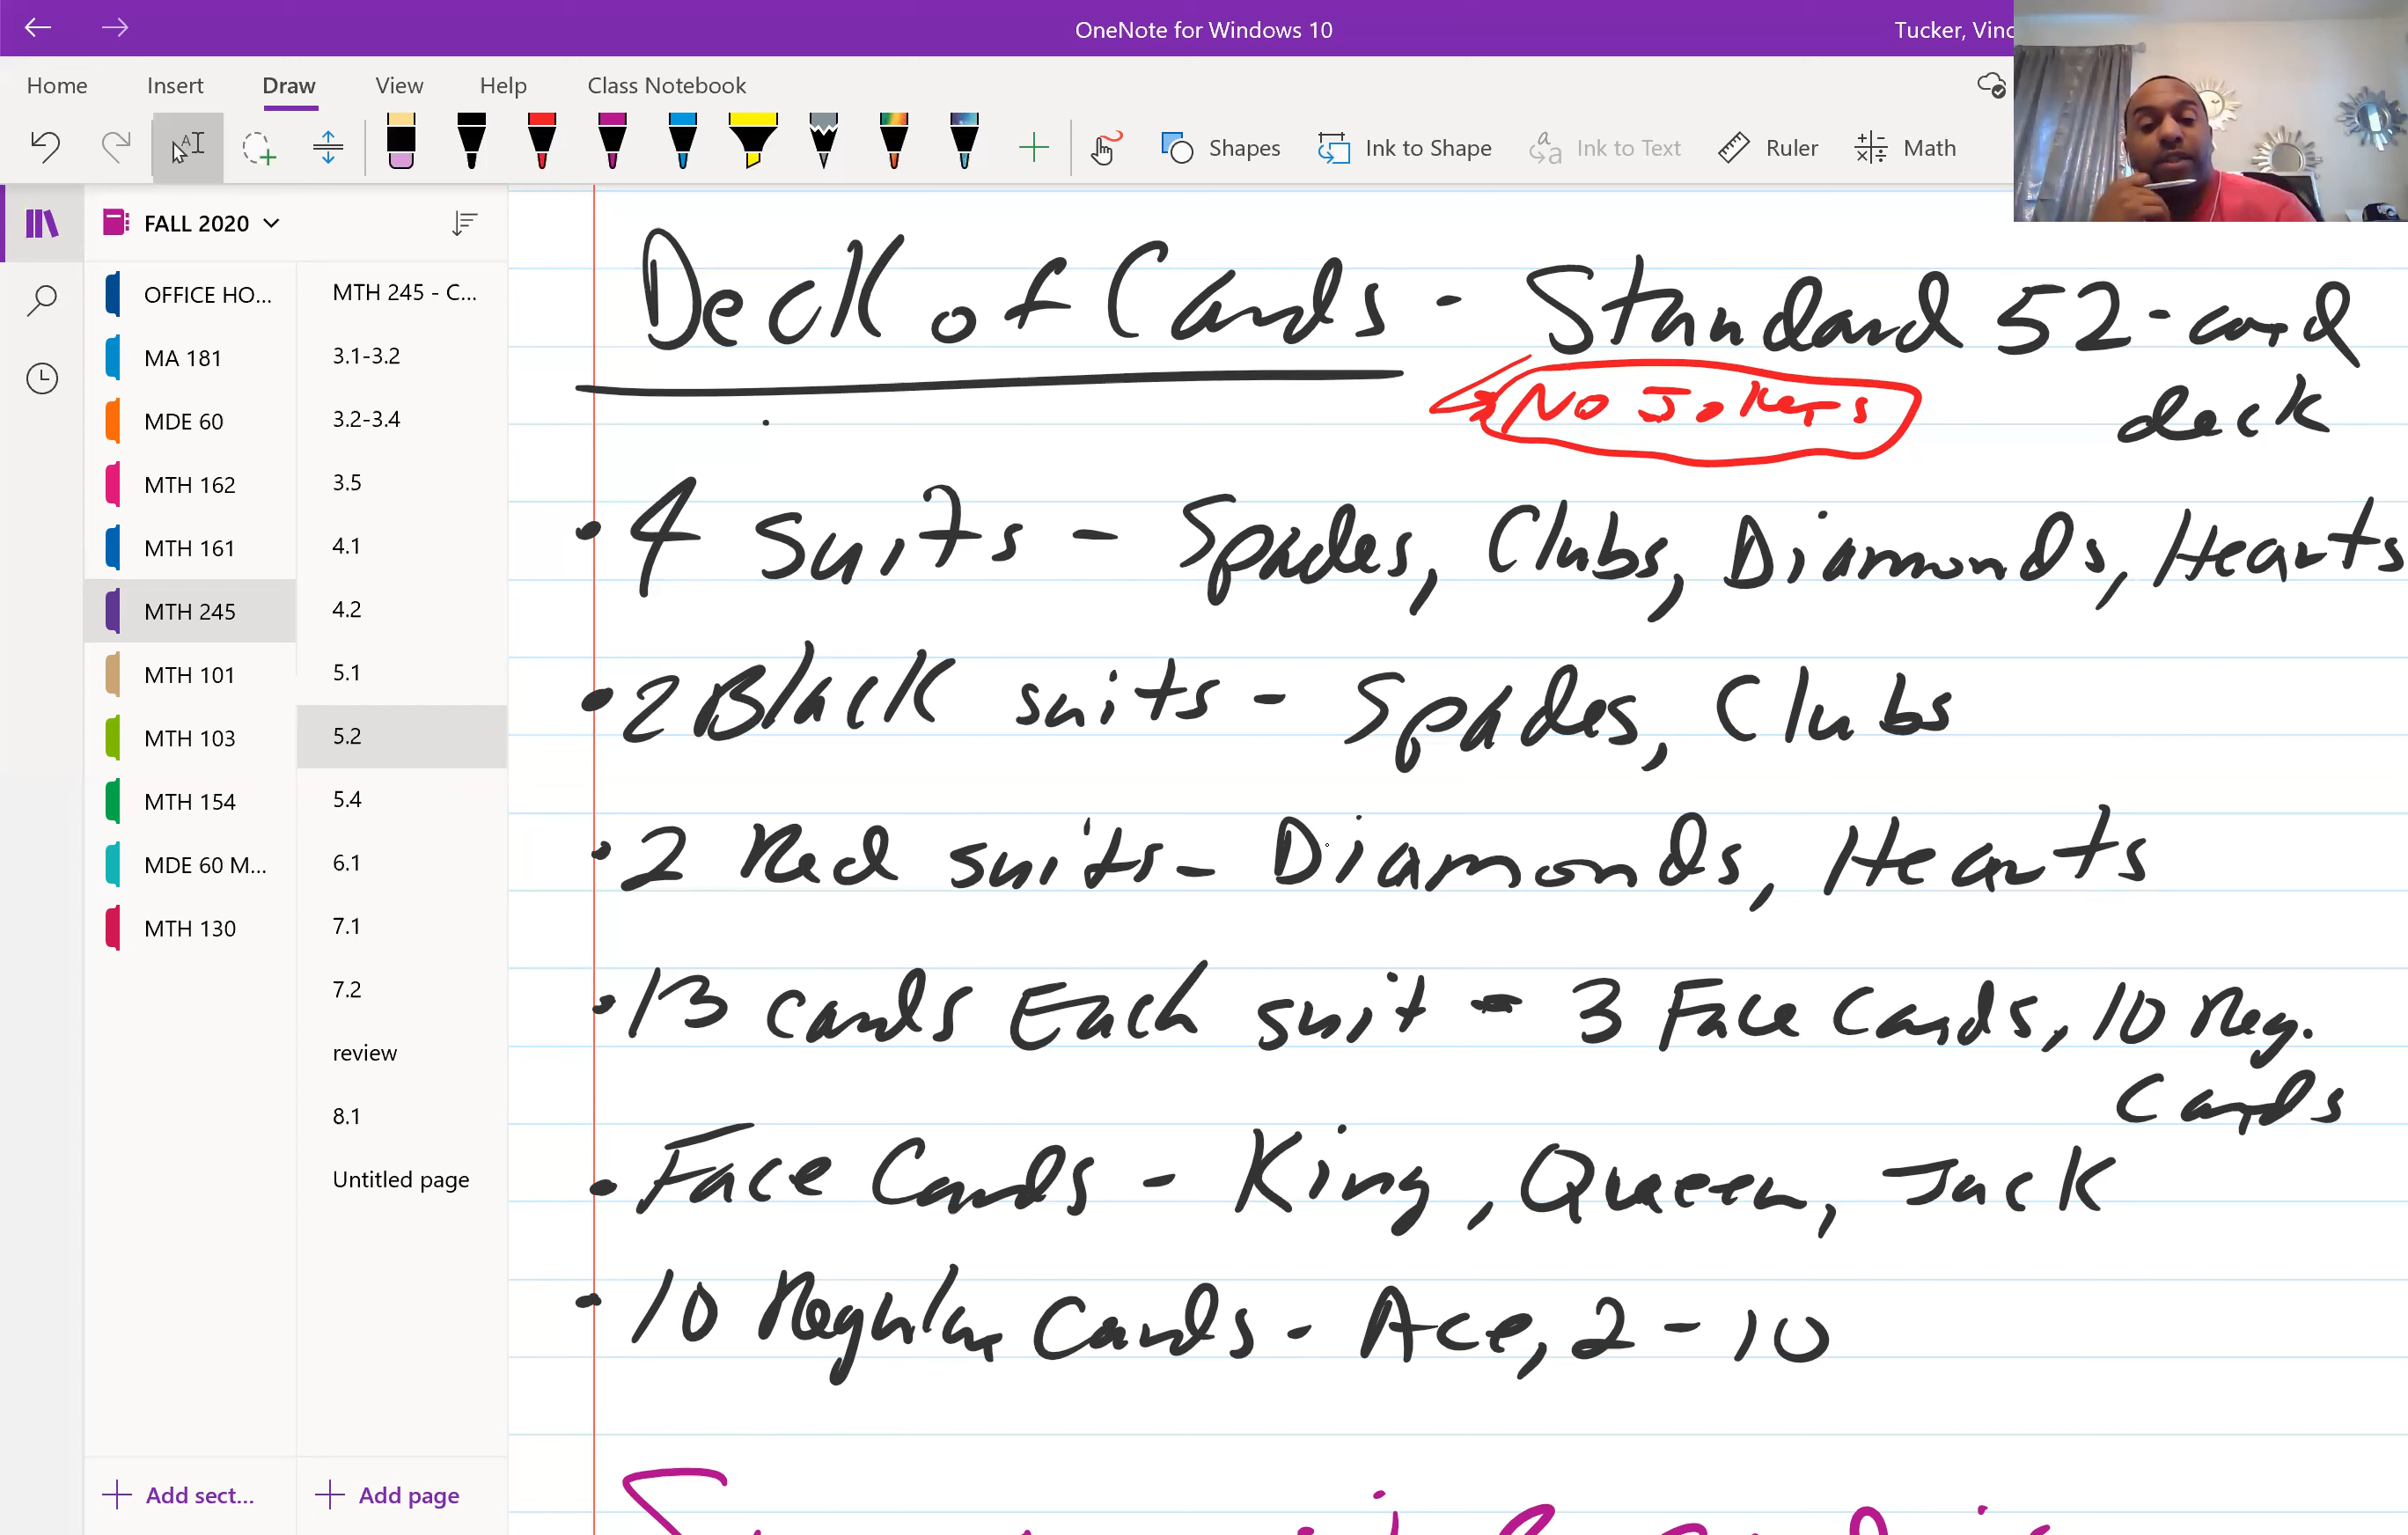 OneNote for Windows 10
Tucker, Vinc
Home Insert Draw View Help Class Notebook
Shapes Ink to Shape Ink to Text Ruler Math
FALL 2020
OFFICE HO...
MA 181
MDE 60
MTH 162
MTH 161
MTH 245
MTH 101
MTH 103
MTH 154
MDE 60 M...
MTH 130
Add sect...
MTH 245 - C...
3.1-3.2
3.2-3.4
3.5
4.1
4.2
5.1
5.2
5.4
6.1
7.1
7.2
review
8.1
Untitled page
Add page
Deck of Cards - Standard 52-card
deck
No Jokers
• 4 suits - Spades, Clubs, Diamonds, Hearts
• 2 Black suits - Spades, Clubs
• 2 Red suits - Diamonds, Hearts
• 13 cards Each suit - 3 Face Cards, 10 Reg.
Cards
• Face Cards - King, Queen, Jack
• 10 Regular Cards - Ace, 2 - 10